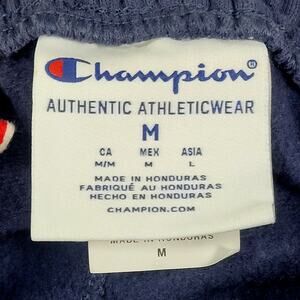 Champion®
AUTHENTIC ATHLETICWEAR
M
CA MEX ASIA
M/M M L
MADE IN HONDURAS
FABRIQUÉ AU HONDURAS
HECHO EN HONDURAS
CHAMPION.COM
MADE IN HONDURAS
M